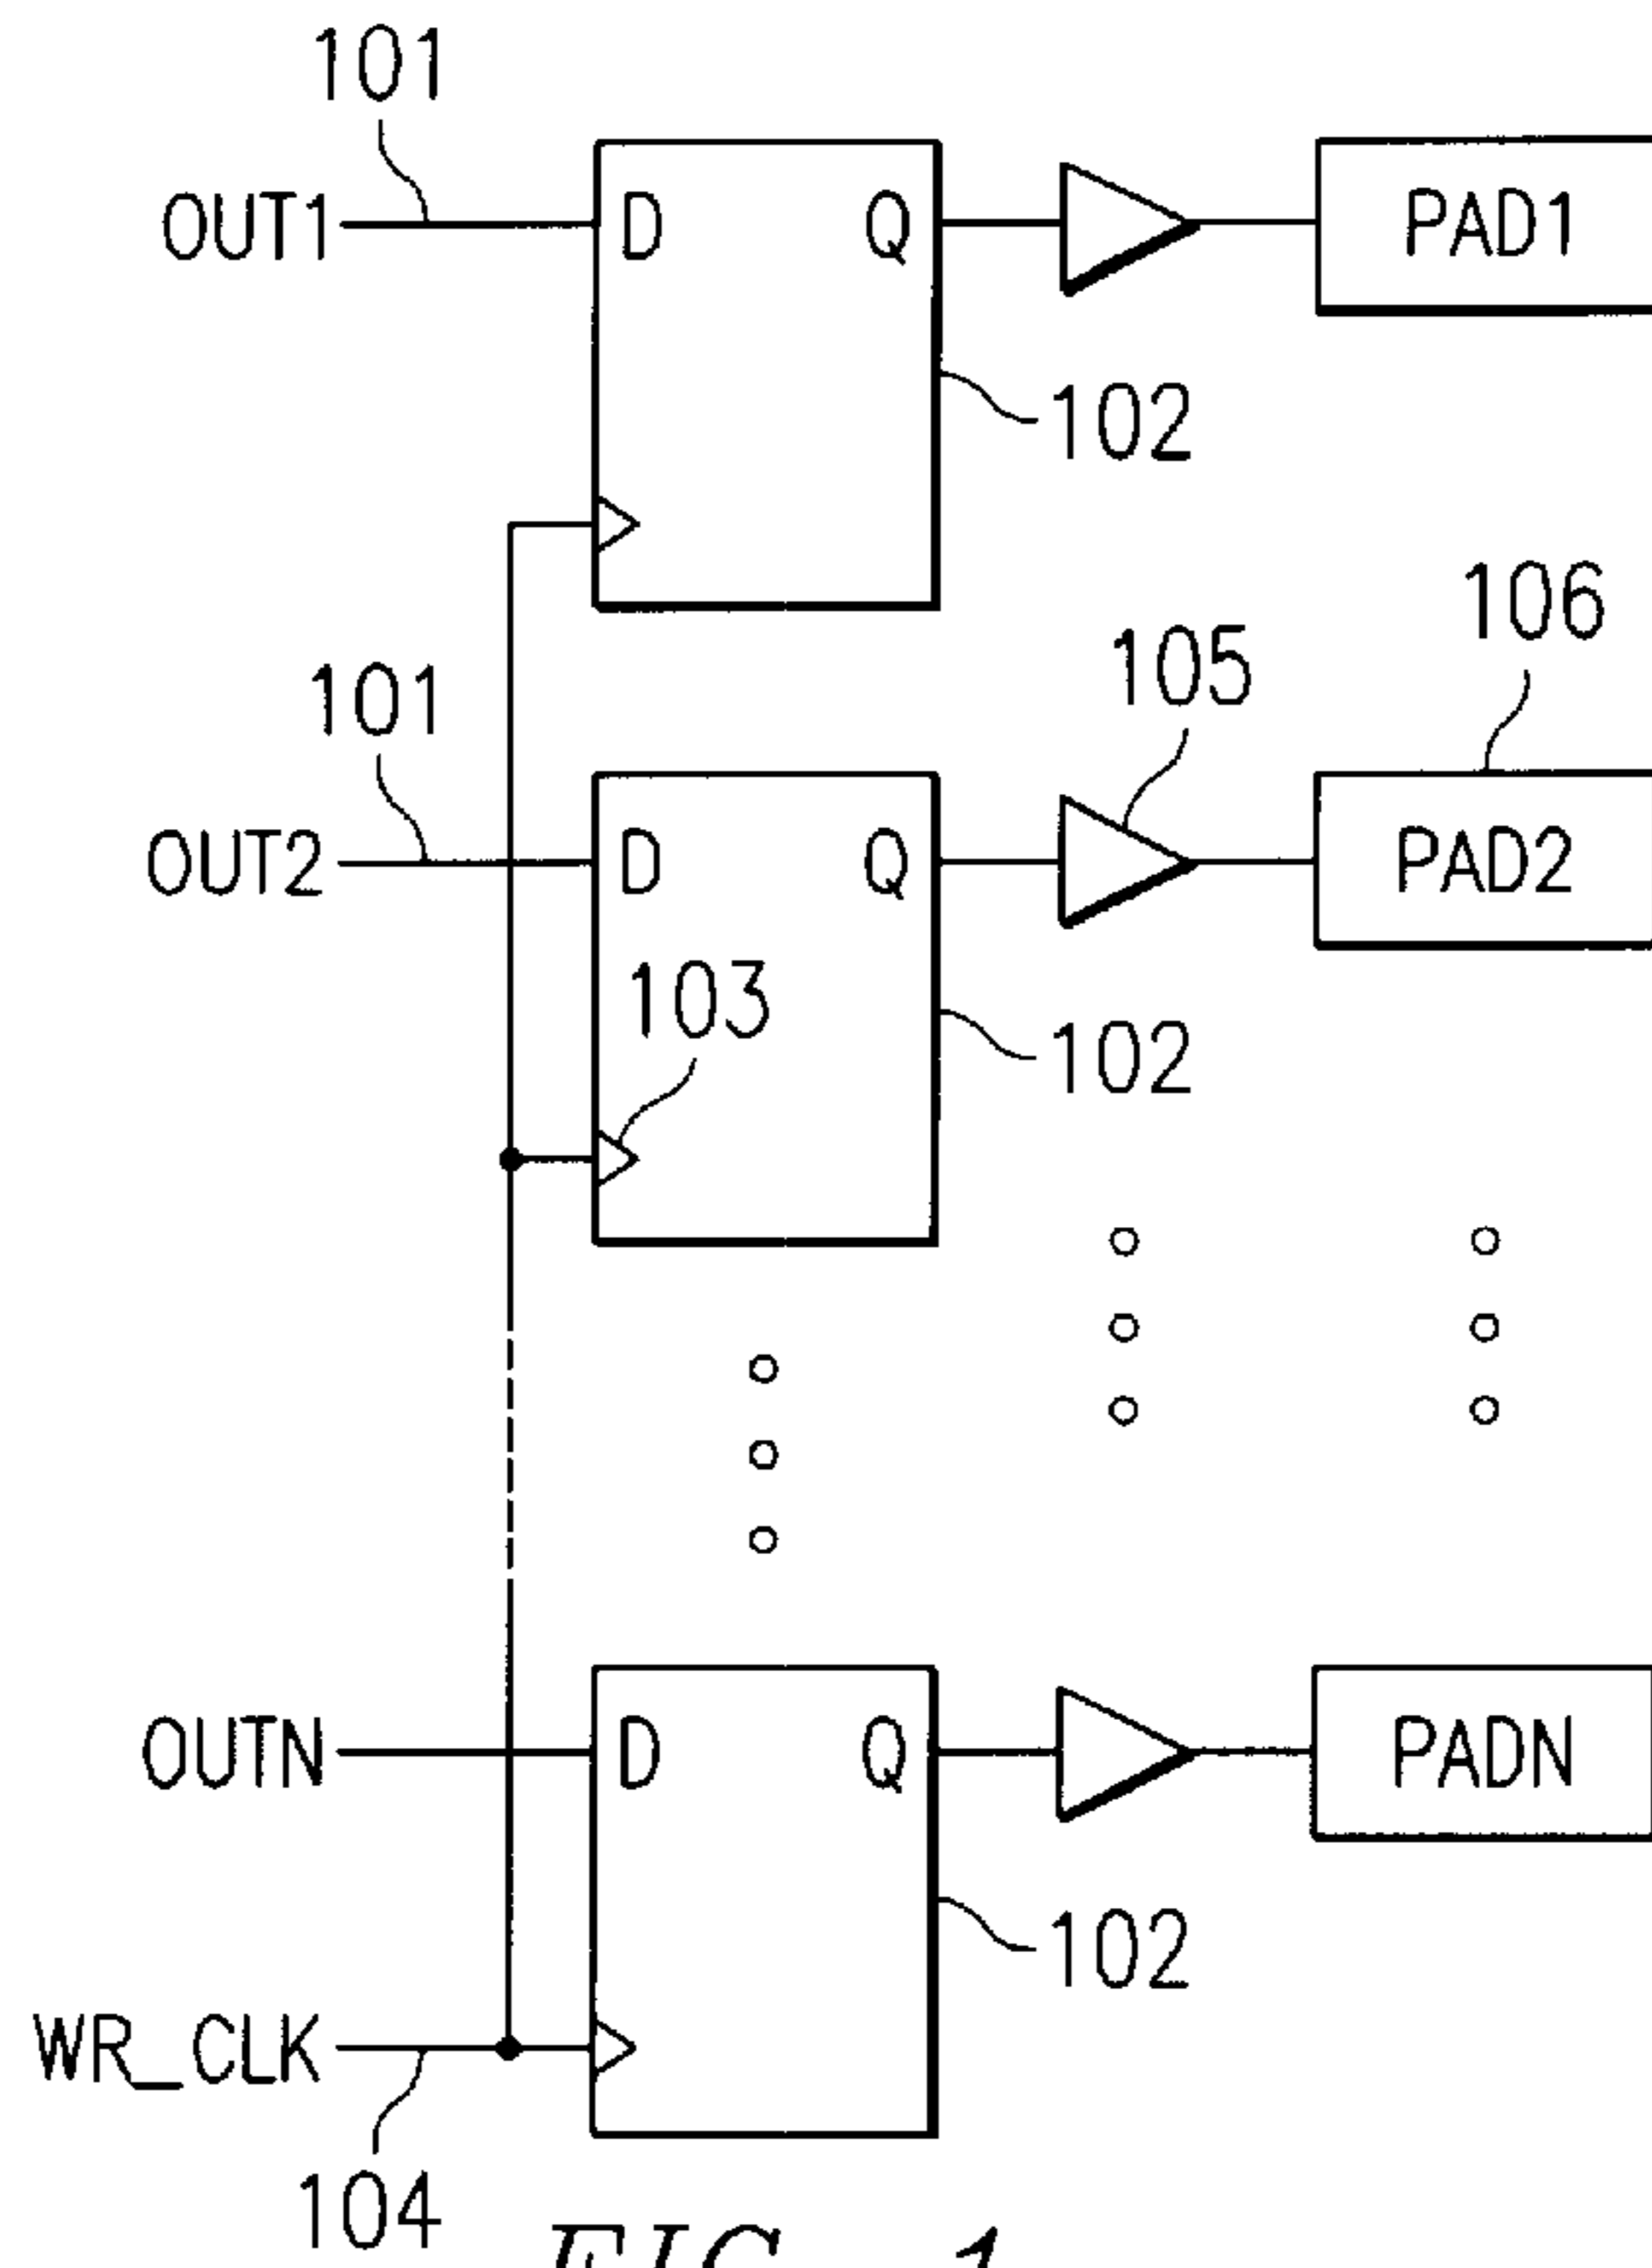 101
OUT1 D Q PAD1
102
106
105
101
OUT2 D Q PAD2
103
102
OUTN D Q PADN
102
WR_CLK
104
FIG. 1